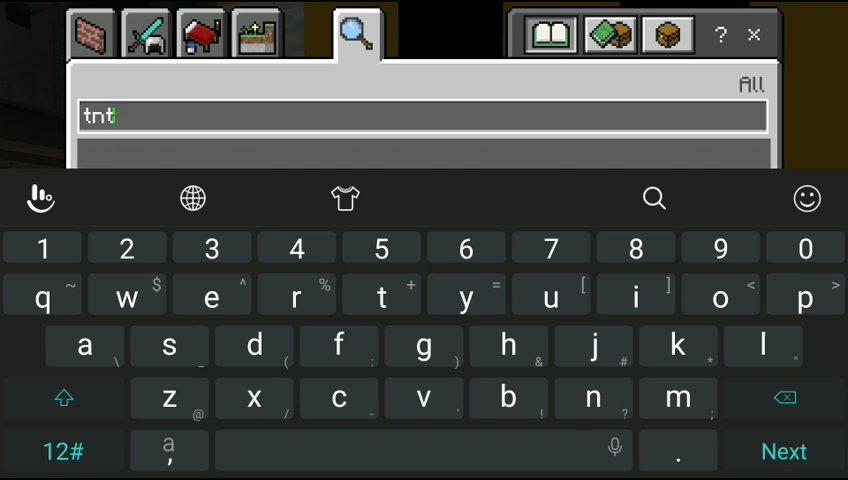 ? ×
All
tnt
1 2 3 4 5 6 7 8 9 0
q ~ w $ e ^ r % t + y = u [ i ] o < p >
a \ s _ d ( f : g ) h & j # k * l "
z @ x / c - v ' b ! n ? m ;
12# a , . Next